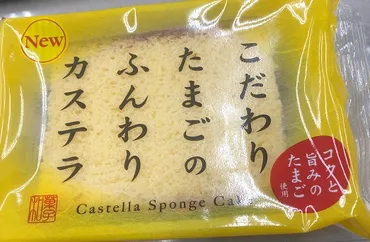 New
こだわり
たまごの
ふんわり
カステラ
コクと
旨みの
たまご
使用
Castella Sponge